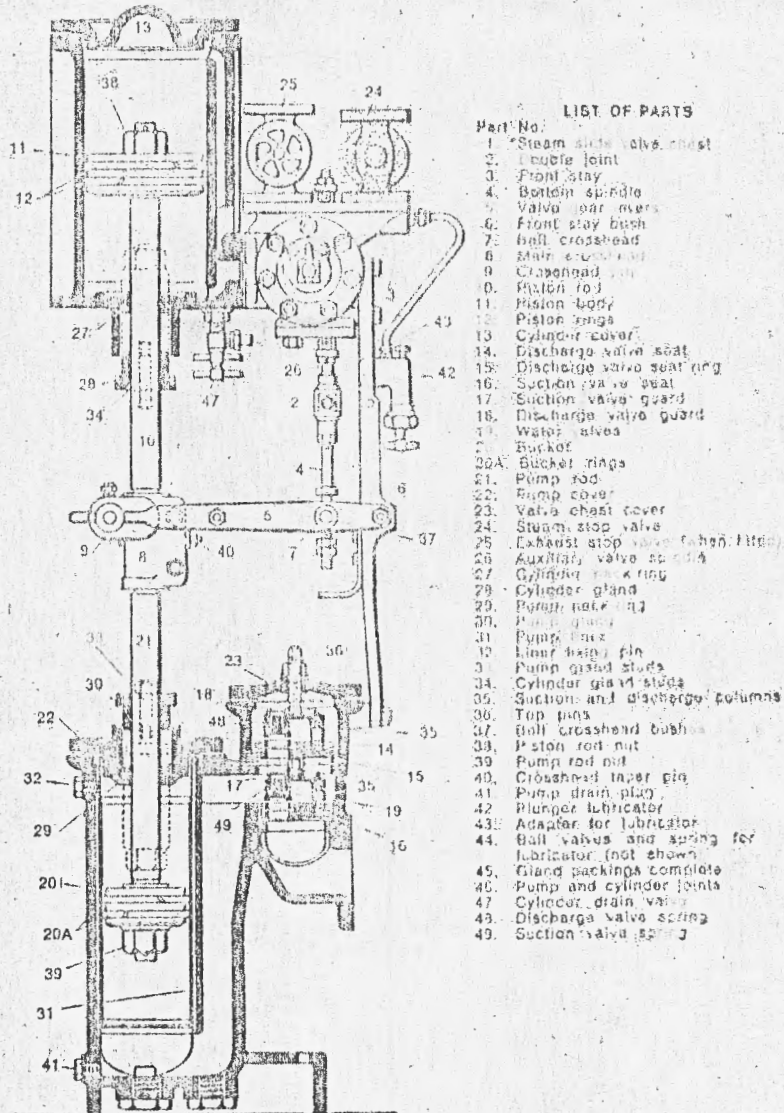 LIST OF PARTS
Part No.
1. Steam slide valve chest
2. Double joint
3. Front stay
4. Bottom spindle
5. Valve gear
6. Front stay bush
7. Ball crosshead
8. Main crosshead
9. Crosshead pin
10. Piston rod
11. Piston body
12. Piston rings
13. Cylinder cover
14. Discharge valve seat
15. Discharge valve seat ring
16. Suction valve seat
17. Suction valve guard
18. Discharge valve guard
19. Water valves
20. Bucket
20A. Bucket rings
21. Pump rod
22. Pump cover
23. Valve chest cover
24. Steam stop valve
25. Exhaust stop valve (when fitted)
26. Auxiliary valve spindle
27. Cylinder neck ring
28. Cylinder gland
29. Pump neck ring
30. Pump gland
31. Pump
32. Liner fixing pin
33. Pump gland studs
34. Cylinder gland studs
35. Suction and discharge columns
36. Top pins
37. Ball crosshead bushes
38. Piston rod nut
39. Pump rod nut
40. Crosshead taper pin
41. Pump drain plug
42. Plunger lubricator
43. Adapter for lubricator
44. Ball valves and spring for
lubricator (not shown
45. Gland packings complete
46. Pump and cylinder joints
47. Cylinder drain valve
48. Discharge valve spring
49. Suction valve spring
13
38
25
24
11
12
27
28
34
10
47
26
2
43
42
4
6
5
9
8
40
7
37
21
33
30
23
36
18
22
48
35
14
32
17
35
15
29
49
19
16
20
20A
39
31
41